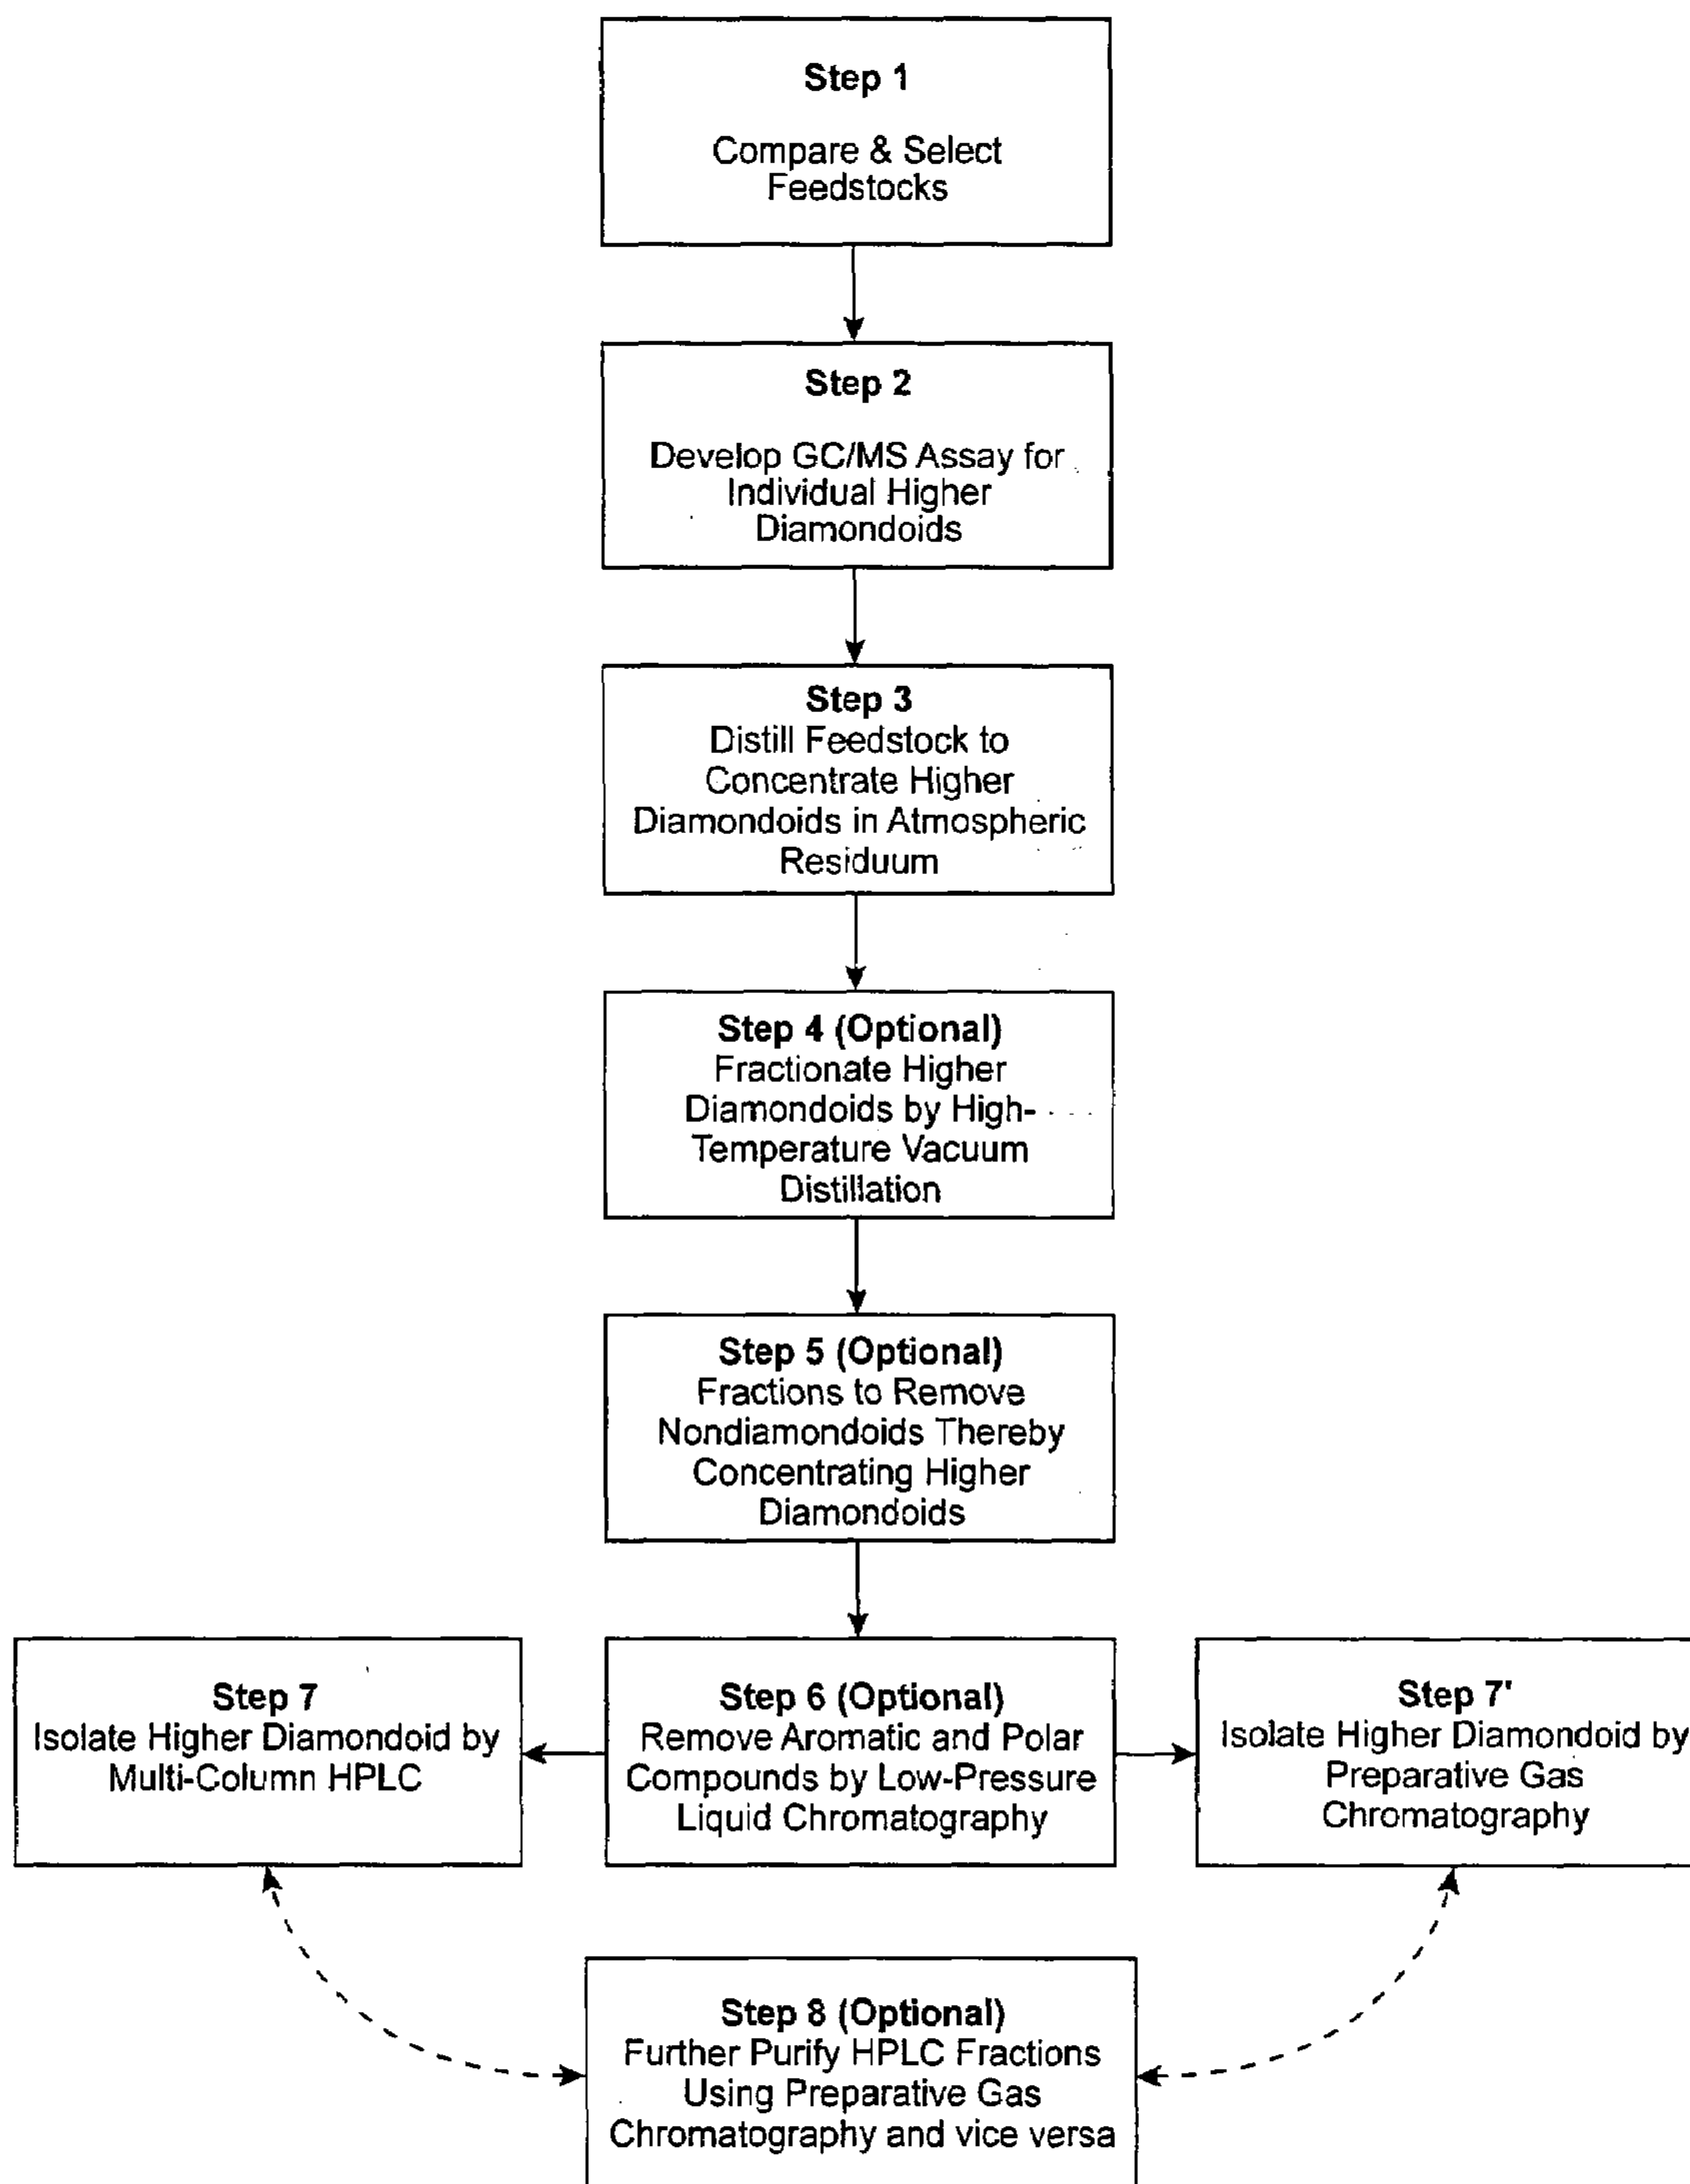 Step 1
Compare & Select
Feedstocks
Step 2
Develop GC/MS Assay for
Individual Higher
Diamondoids
Step 3
Distill Feedstock to
Concentrate Higher
Diamondoids in Atmospheric
Residuum
Step 4 (Optional)
Fractionate Higher
Diamondoids by High-
Temperature Vacuum
Distillation
Step 5 (Optional)
Fractions to Remove
Nondiamondoids Thereby
Concentrating Higher
Diamondoids
Step 7
Isolate Higher Diamondoid by
Multi-Column HPLC
Step 6 (Optional)
Remove Aromatic and Polar
Compounds by Low-Pressure
Liquid Chromatography
Step 7'
Isolate Higher Diamondoid by
Preparative Gas
Chromatography
Step 8 (Optional)
Further Purify HPLC Fractions
Using Preparative Gas
Chromatography and vice versa